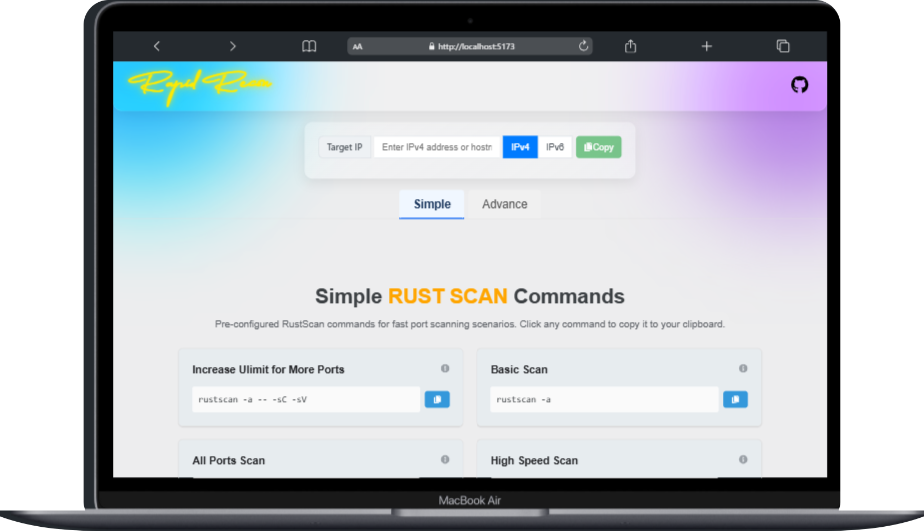 AA
http://localhost:5173
Rapid Recon
Target IP
Enter IPv4 address or hostn
IPv4
IPv6
Copy
Simple
Advance
Simple RUST SCAN Commands
Pre-configured RustScan commands for fast port scanning scenarios. Click any command to copy it to your clipboard.
Increase Ulimit for More Ports
rustscan -a -- -sC -sV
Basic Scan
rustscan -a
All Ports Scan
High Speed Scan
MacBook Air